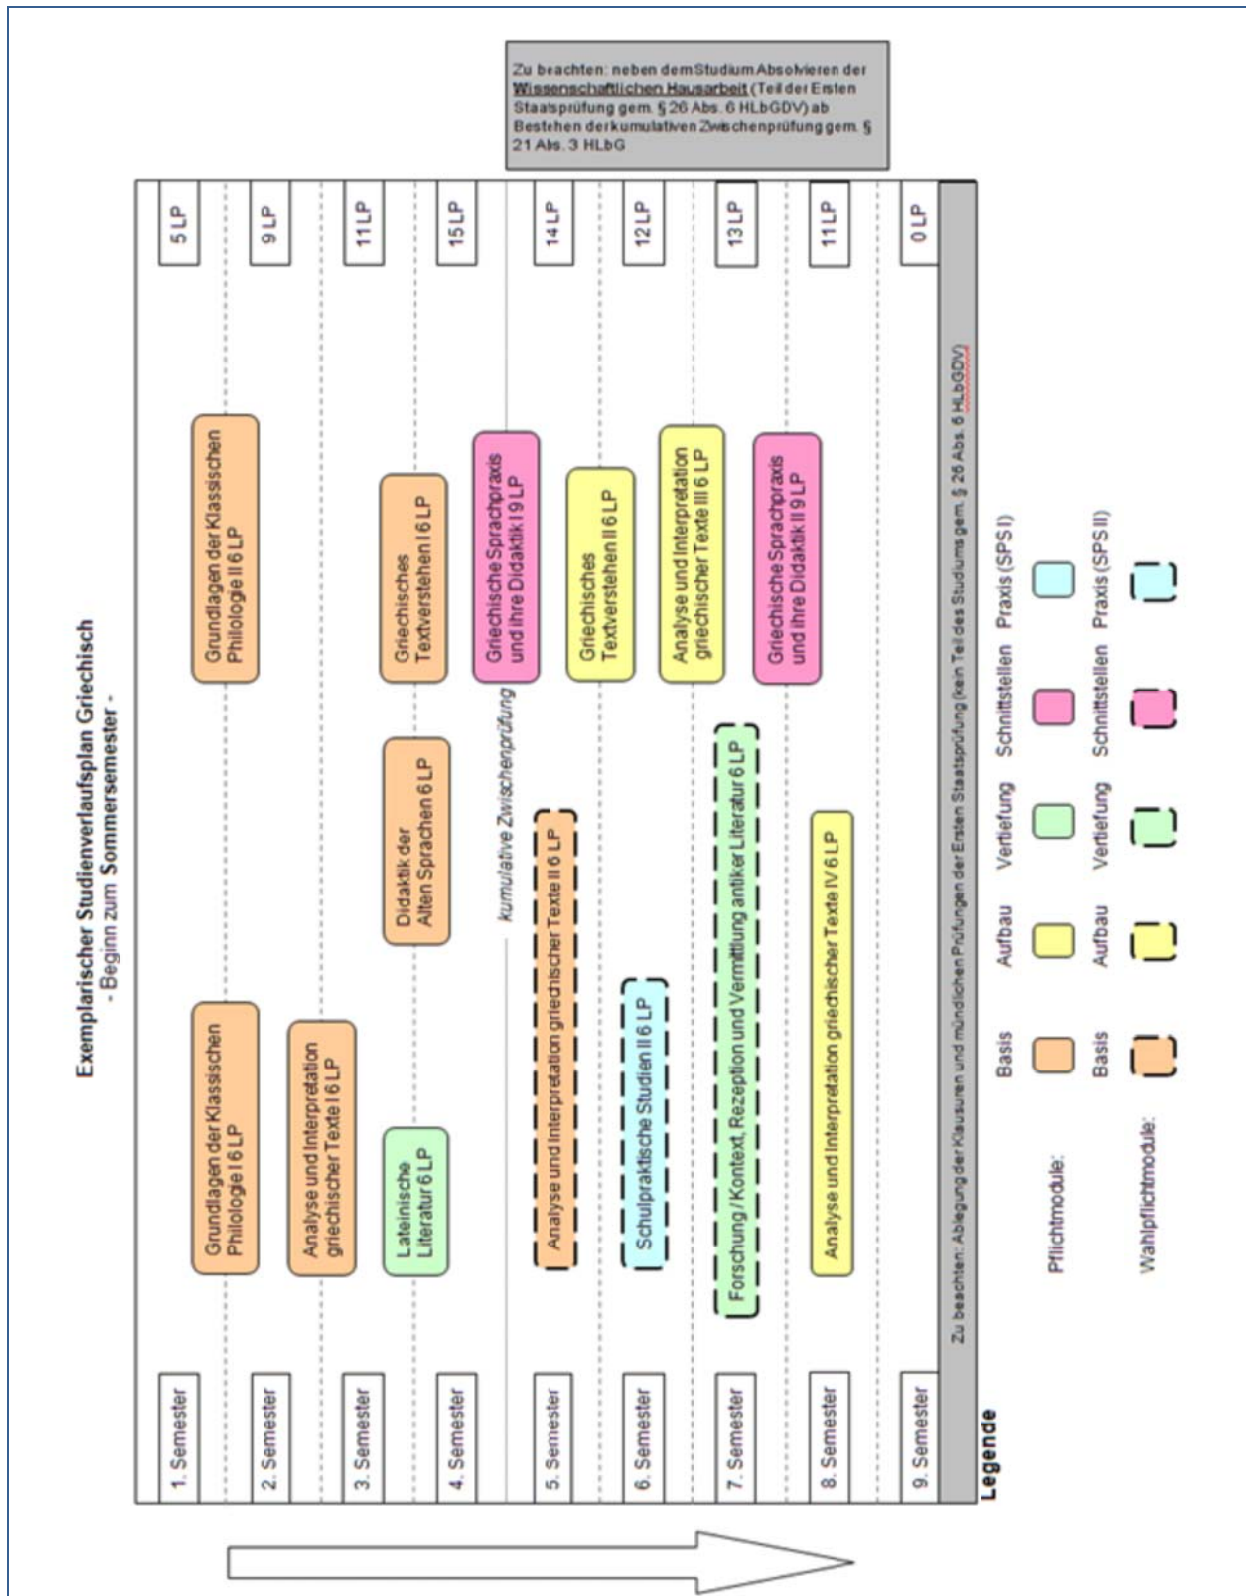 Exemplarischer Studienverlaufsplan Griechisch
- Beginn zum Sommersemester -
Zu beachten: neben dem Studium Absolvieren der
Wissenschaftlichen Hausarbeit (Teil der Ersten
Staatsprüfung gem. § 26 Abs. 6 HLbGDV) ab
Bestehen der kumulativen Zwischenprüfung gem. §
21 Abs. 3 HLbG
1. Semester
Grundlagen der Klassischen
Philologie I 6 LP
Grundlagen der Klassischen
Philologie II 6 LP
5 LP
2. Semester
9 LP
Analyse und Interpretation
griechischer Texte I 6 LP
3. Semester
11 LP
Lateinische
Literatur 6 LP
Didaktik der
Alten Sprachen 6 LP
Griechisches
Textverstehen I 6 LP
4. Semester
15 LP
kumulative Zwischenprüfung
Griechische Sprachpraxis
und ihre Didaktik I 9 LP
5. Semester
Analyse und Interpretation griechischer Texte II 6 LP
14 LP
Griechisches
Textverstehen II 6 LP
6. Semester
Schulpraktische Studien II 6 LP
12 LP
Analyse und Interpretation
griechischer Texte III 6 LP
7. Semester
Forschung / Kontext, Rezeption und Vermittlung antiker Literatur 6 LP
13 LP
Griechische Sprachpraxis
und ihre Didaktik II 9 LP
8. Semester
Analyse und Interpretation griechischer Texte IV 6 LP
11 LP
9. Semester
0 LP
Zu beachten: Ablegung der Klausuren und mündlichen Prüfungen der Ersten Staatsprüfung (kein Teil des Studiums gem. § 26 Abs. 6 HLbGDV)
Legende
Basis Aufbau Vertiefung Schnittstellen Praxis (SPS I)
Pflichtmodule:
Basis Aufbau Vertiefung Schnittstellen Praxis (SPS II)
Wahlpflichtmodule: